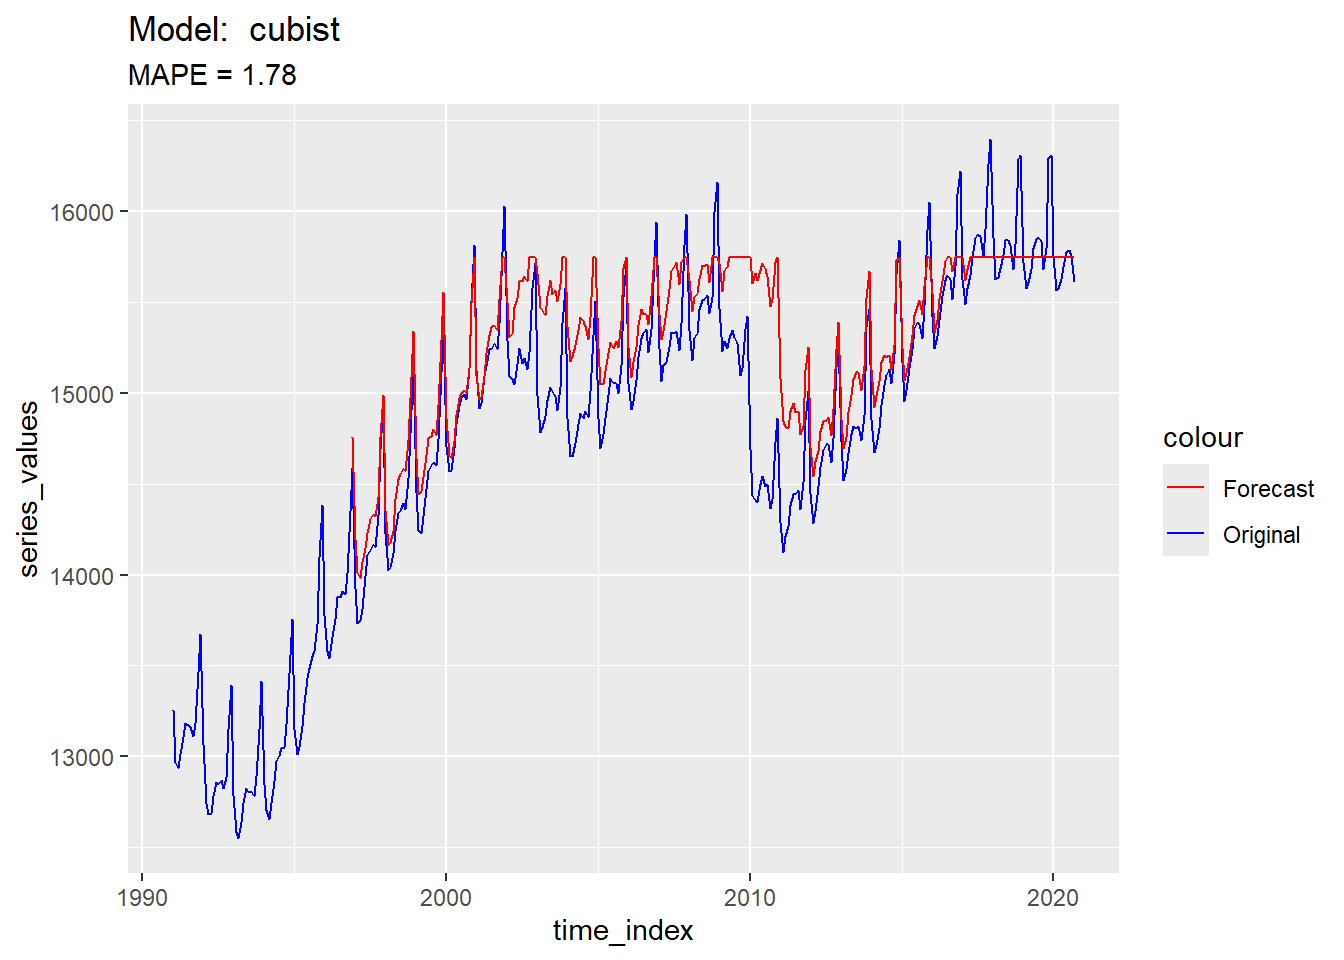 Model:  cubist
MAPE = 1.78
16000
15000
14000
13000
series_values
1990
2000
2010
2020
time_index
colour
Forecast
Original